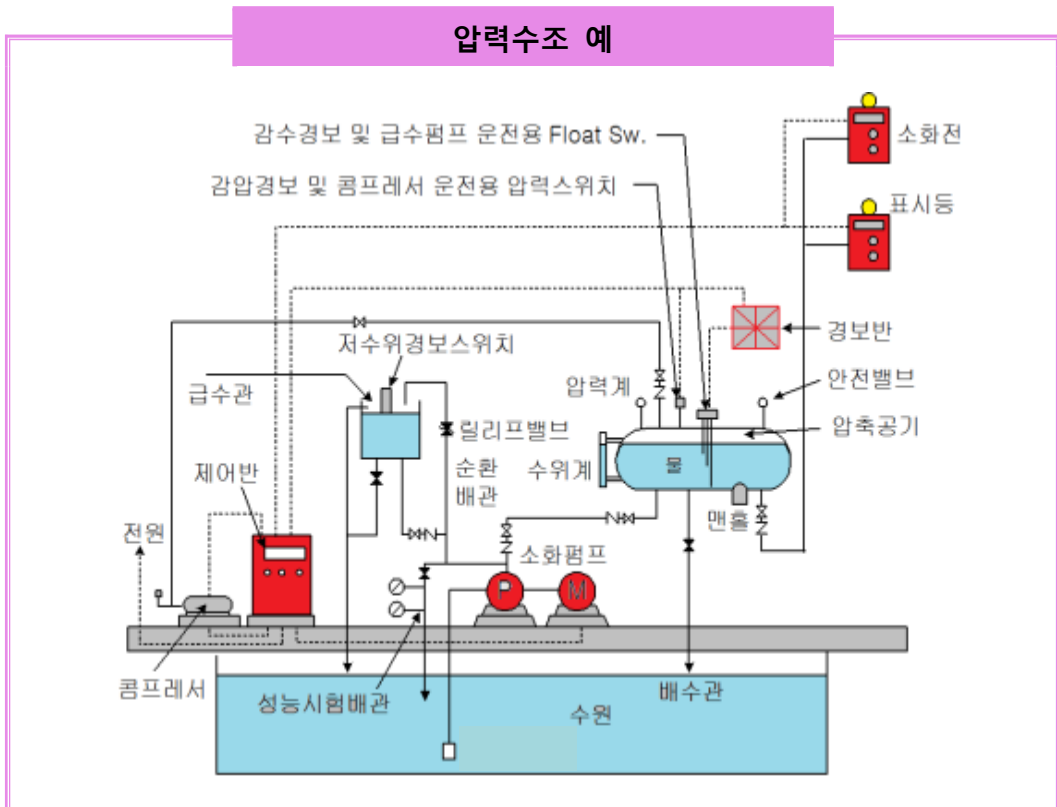 압력수조 예
감수경보 및 급수펌프 운전용 Float Sw.
소화전
감압경보 및 콤프레서 운전용 압력스위치
표시등
저수위경보스위치
경보반
급수관
압력계
안전밸브
릴리프밸브
압축공기
제어반
순환
배관
수위계
물
맨홀
전원
소화펌프
P
M
콤프레서
성능시험배관
배수관
수원